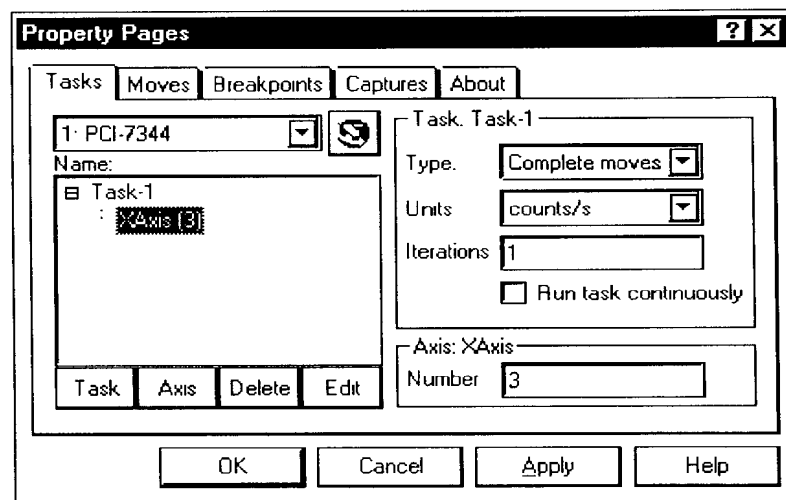 Property Pages
Tasks Moves Breakpoints Captures About
1: PCI-7344
Name:
Task-1
XAxis (3)
Task Axis Delete Edit
Task. Task-1
Type. Complete moves
Units counts/s
Iterations 1
Run task continuously
Axis: XAxis
Number 3
OK Cancel Apply Help